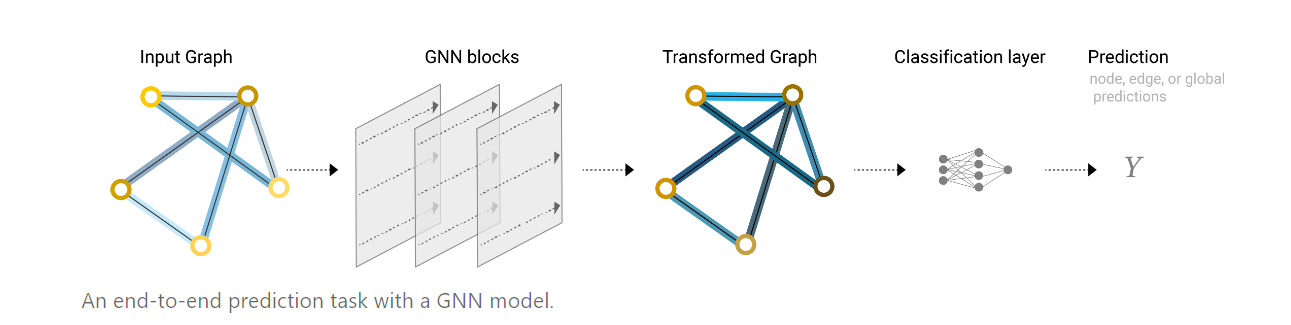 Input Graph
GNN blocks
Transformed Graph
Classification layer
Prediction
node, edge, or global
predictions
Y
An end-to-end prediction task with a GNN model.